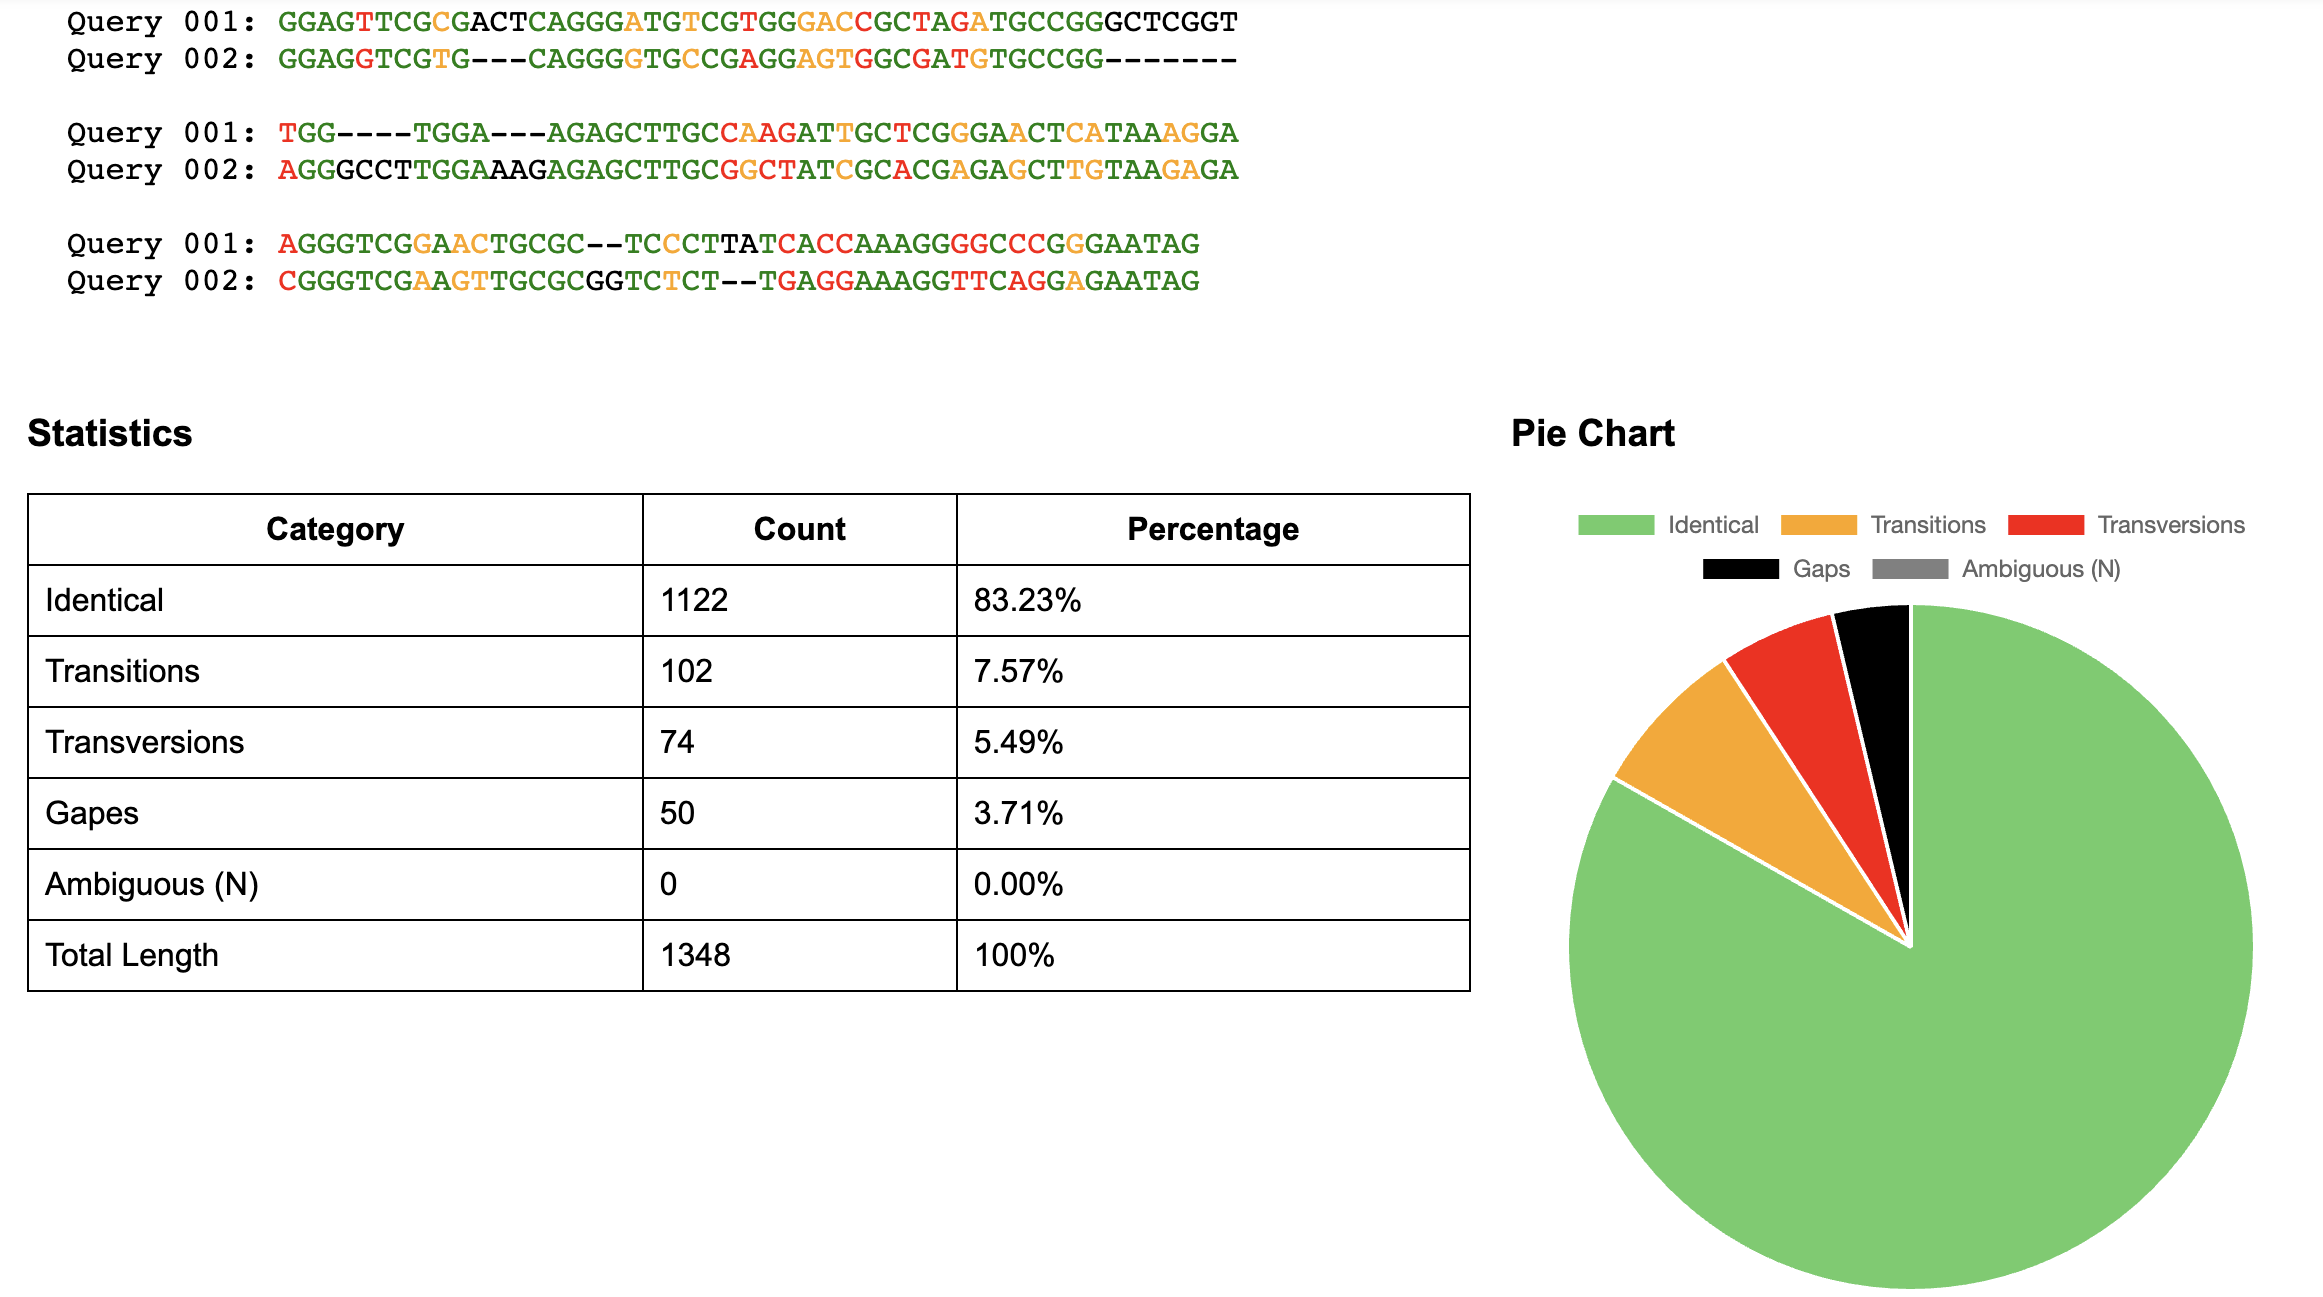 Query 001: GGAGTTCGCGACTCAGGGATGTCGTGGGACCGCTAGATGCCGGGCTCGGT
Query 002: GGAGGTCGTG---CAGGGGTGCCGAGGAGTGGCGATGTGCCGG-------
Query 001: TGG----TGGA---AGAGCTTGCCAAGATTGCTCGGGAACTCATAAAGGA
Query 002: AGGGCCTTGGAAAGAGAGCTTGCGGCTATCGCACGAGAGCTTGTAAGAGA
Query 001: AGGGTCGGAACTGCGC--TCCCTTATCACCAAAGGGGCCCGGGAATAG
Query 002: CGGGTCGAAGTTGCGCGGTCTCT--TGAGGAAAGGTTCAGGAGAATAG
Statistics
Category Count Percentage
Identical 1122 83.23%
Transitions 102 7.57%
Transversions 74 5.49%
Gapes 50 3.71%
Ambiguous (N) 0 0.00%
Total Length 1348 100%
Pie Chart
Identical Transitions Transversions
Gaps Ambiguous (N)